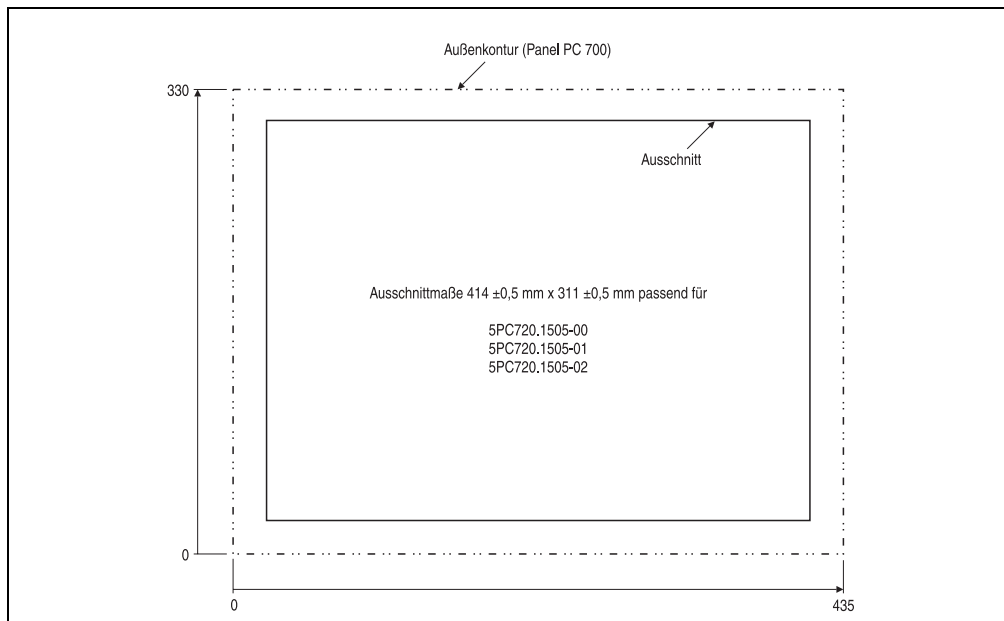 Außenkontur (Panel PC 700)
330
Ausschnitt
Ausschnittmaße 414 ±0,5 mm x 311 ±0,5 mm passend für
5PC720.1505-00
5PC720.1505-01
5PC720.1505-02
0
0
435